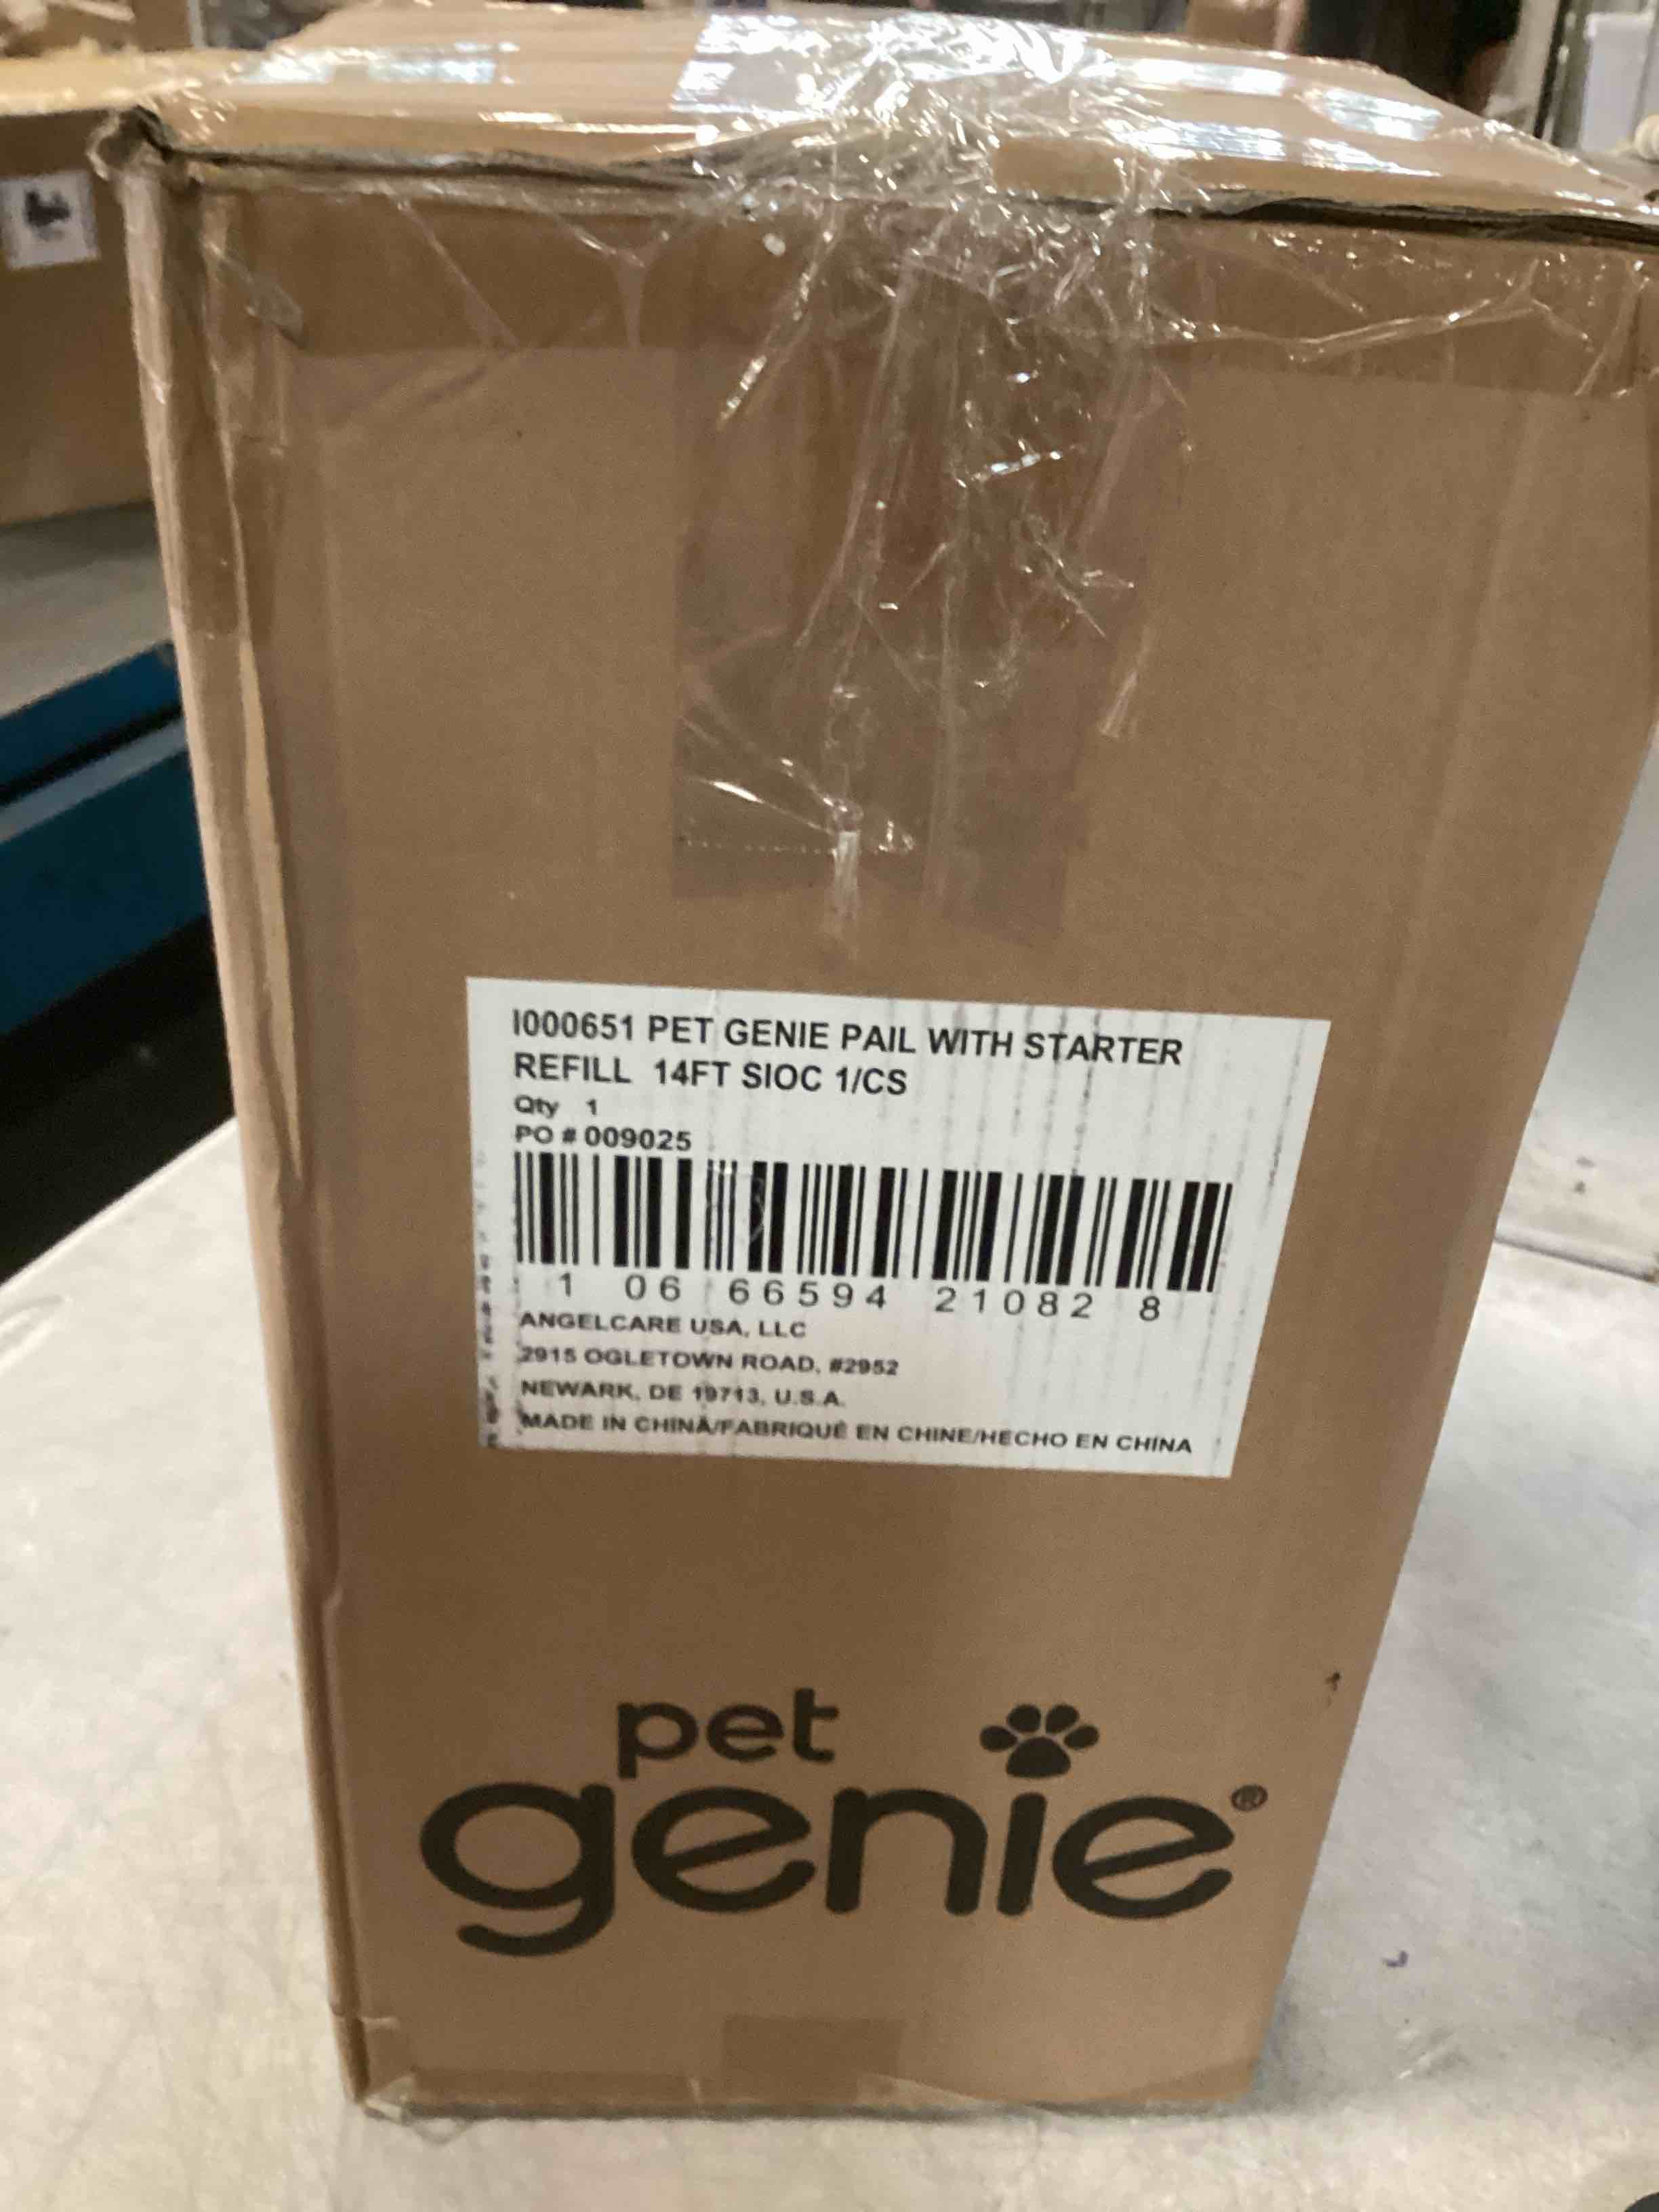 I000651 PET GENIE PAIL WITH STARTER
REFILL 14FT SIOC 1/CS
Qty 1
PO # 009025
1 06 66594 21082 8
ANGELCARE USA, LLC
2915 OGLETOWN ROAD, #2952
NEWARK, DE 19713, U.S.A.
MADE IN CHINA/FABRIQUÉ EN CHINE/HECHO EN CHINA
pet
genie®